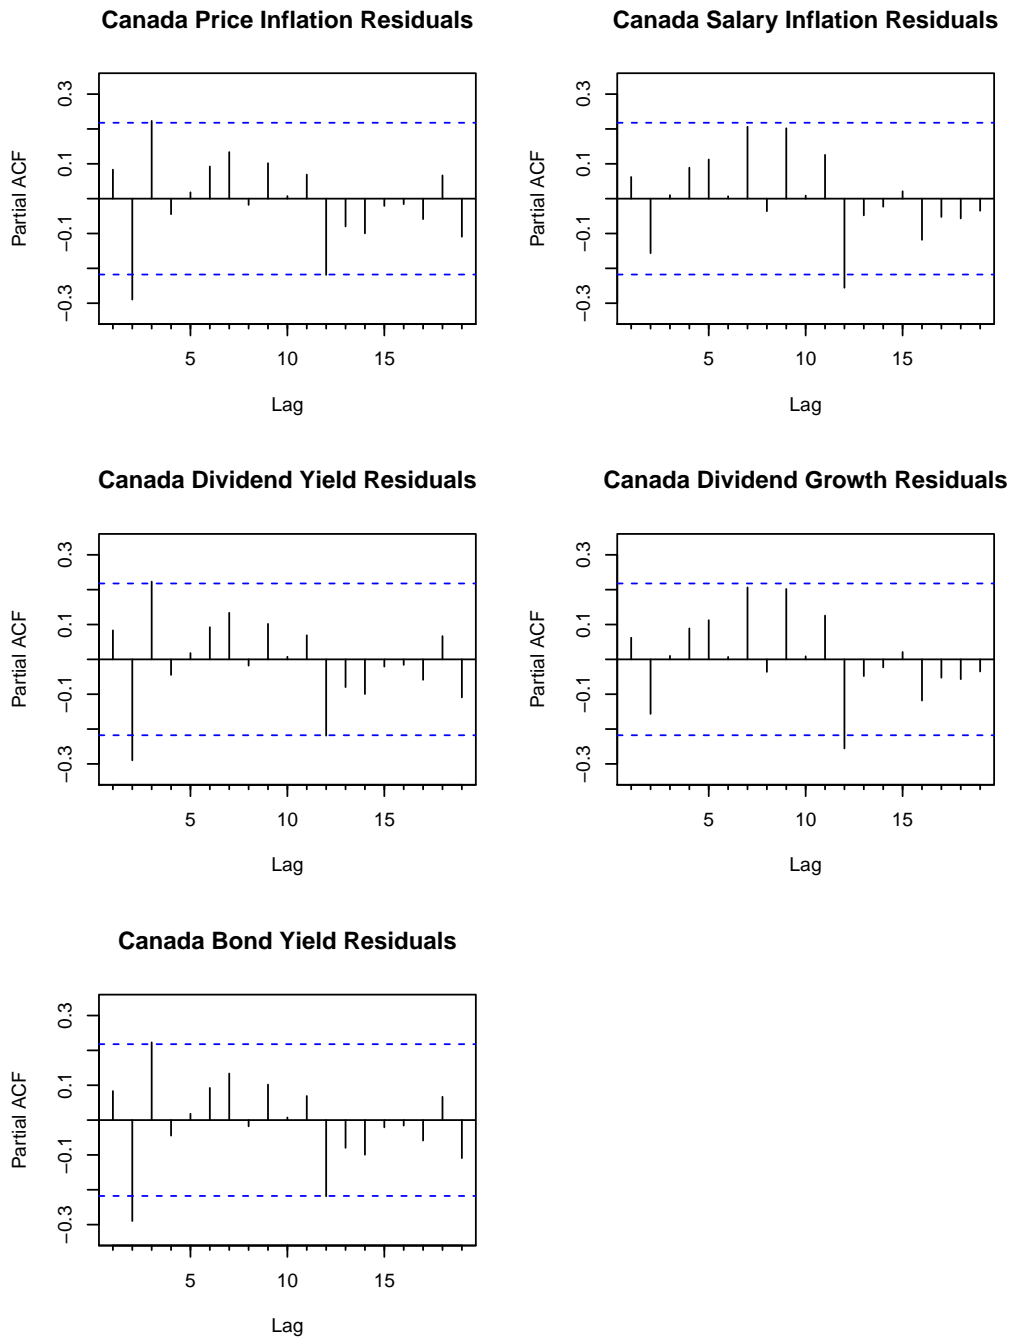 Canada Price Inflation Residuals
Partial ACF
0.3
0.1
−0.1
−0.3
5 10 15
Lag
Canada Salary Inflation Residuals
Partial ACF
0.3
0.1
−0.1
−0.3
5 10 15
Lag
Canada Dividend Yield Residuals
Partial ACF
0.3
0.1
−0.1
−0.3
5 10 15
Lag
Canada Dividend Growth Residuals
Partial ACF
0.3
0.1
−0.1
−0.3
5 10 15
Lag
Canada Bond Yield Residuals
Partial ACF
0.3
0.1
−0.1
−0.3
5 10 15
Lag